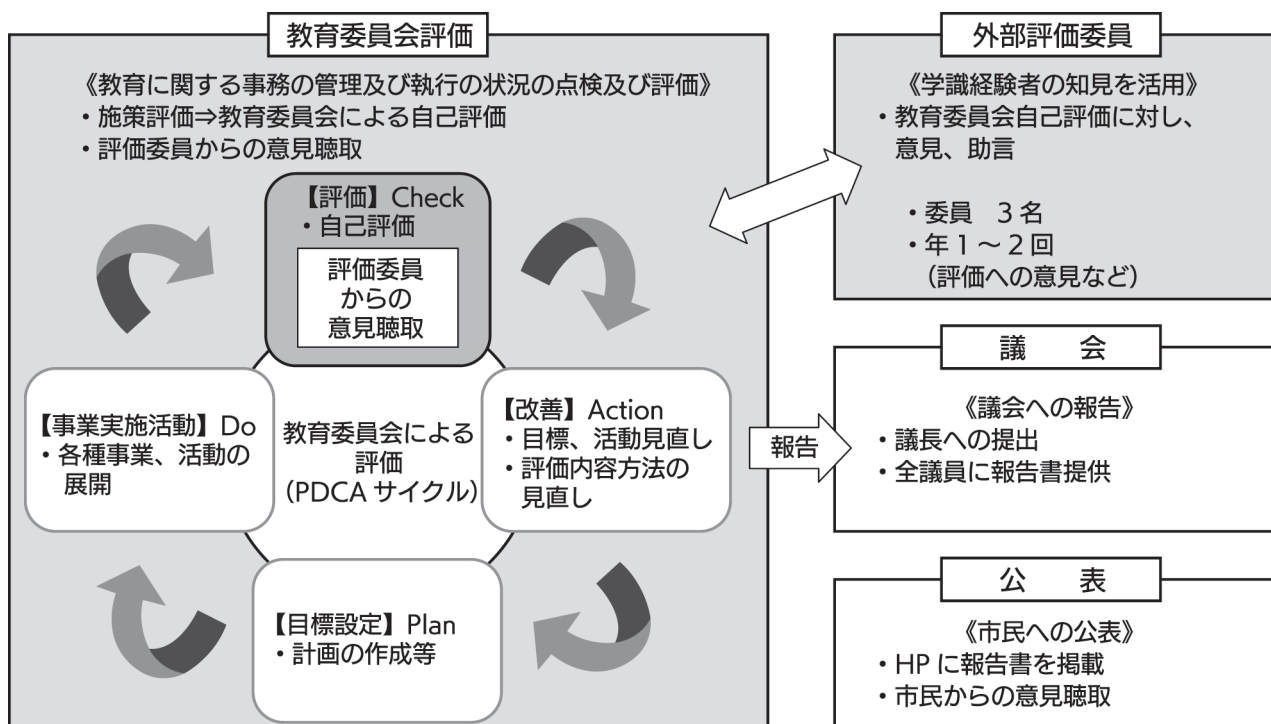 教育委員会評価
《教育に関する事務の管理及び執行の状況の点検及び評価》
・施策評価⇒教育委員会による自己評価
・評価委員からの意見聴取
【評価】Check
・自己評価
評価委員
からの
意見聴取
【事業実施活動】Do
・各種事業、活動の
展開
教育委員会による
評価
（PDCAサイクル）
【改善】Action
・目標、活動見直し
・評価内容方法の
見直し
【目標設定】Plan
・計画の作成等
報告
外部評価委員
《学識経験者の知見を活用》
・教育委員会自己評価に対し、
意見、助言
・委員　3名
・年1～2回
（評価への意見など）
議　会
《議会への報告》
・議長への提出
・全議員に報告書提供
公　表
《市民への公表》
・HPに報告書を掲載
・市民からの意見聴取